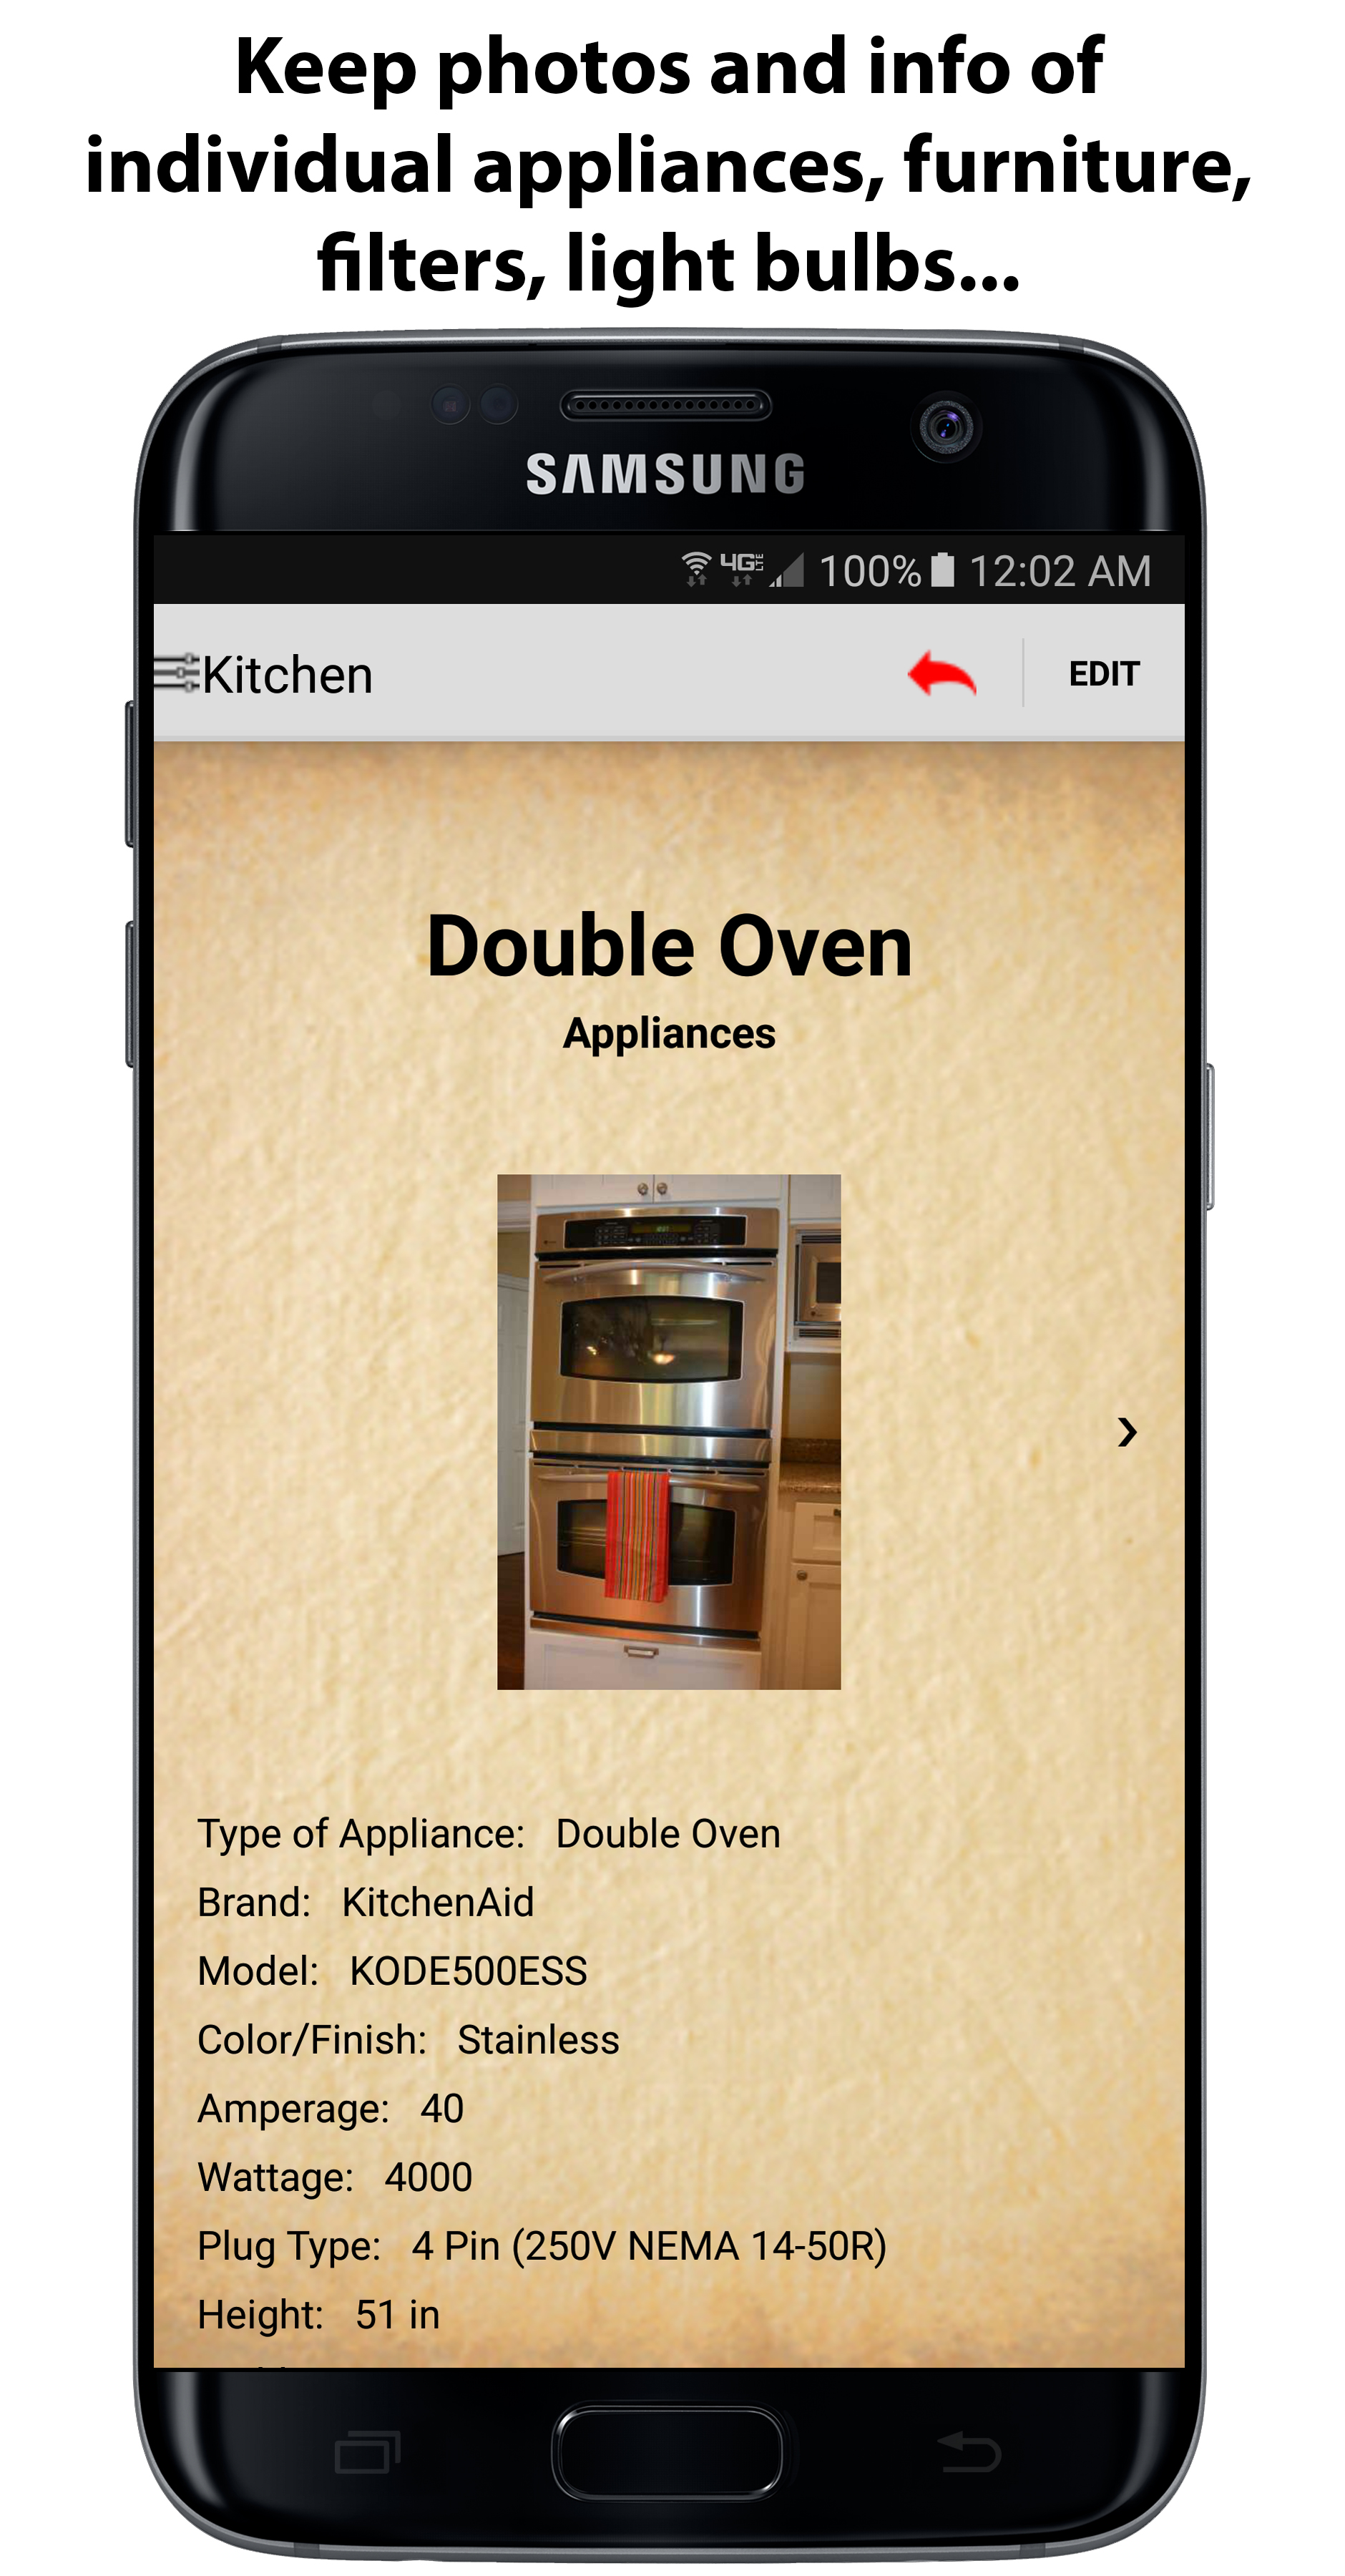 Keep photos and info of
individual appliances, furniture,
filters, light bulbs...
SAMSUNG
4G LTE 100% 12:02 AM
Kitchen EDIT
Double Oven
Appliances
Type of Appliance: Double Oven
Brand: KitchenAid
Model: KODE500ESS
Color/Finish: Stainless
Amperage: 40
Wattage: 4000
Plug Type: 4 Pin (250V NEMA 14-50R)
Height: 51 in